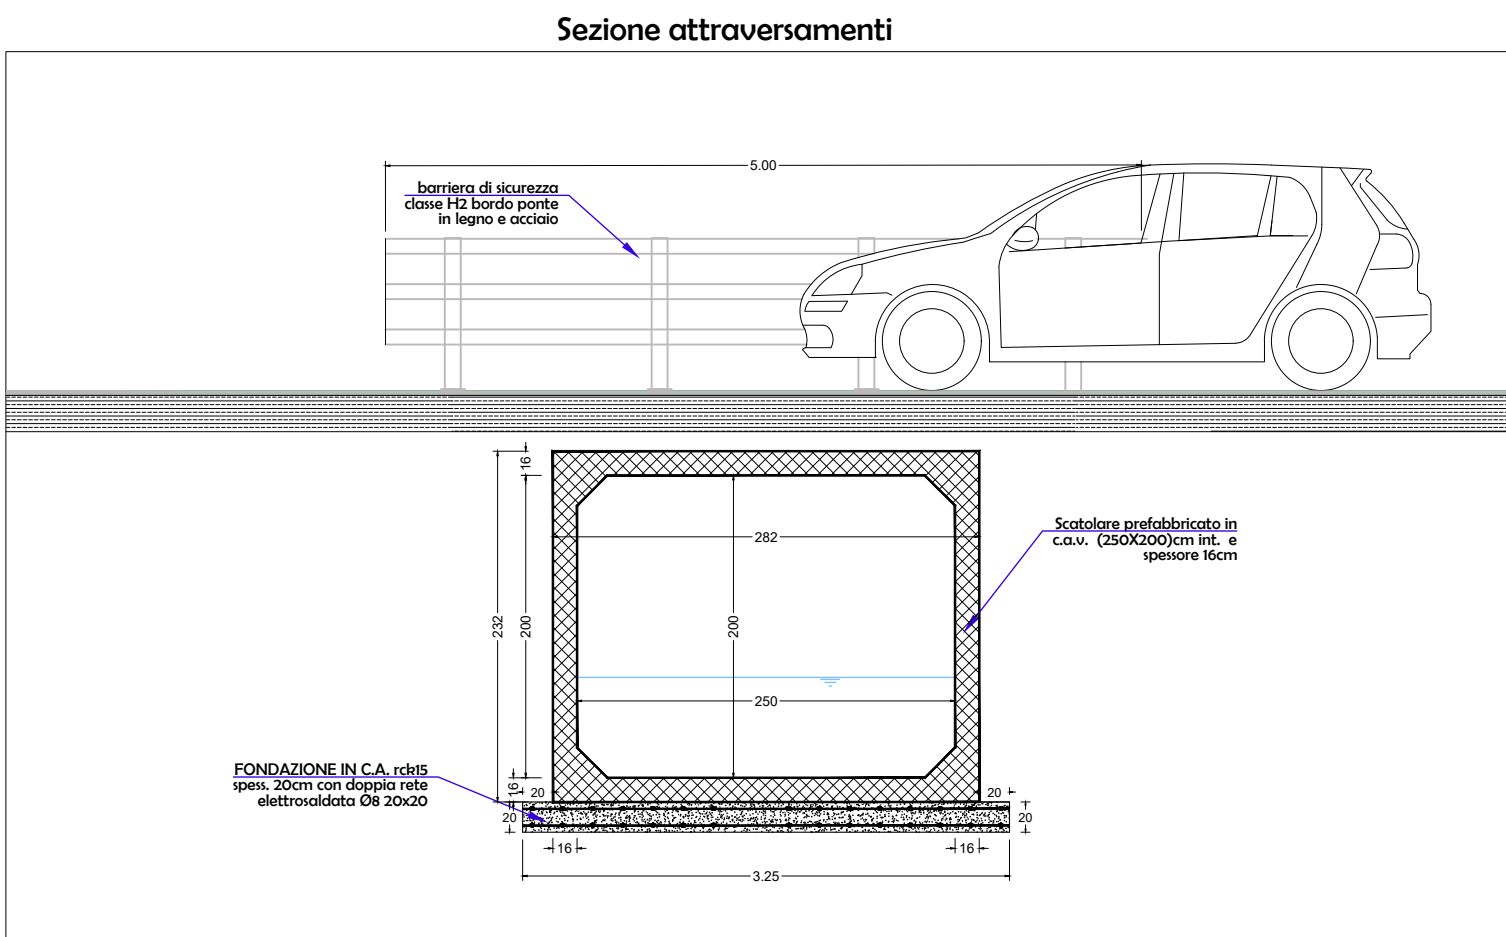 Sezione attraversamenti
5.00
barriera di sicurezza
classe H2 bordo ponte
in legno e acciaio
16
282
Scatolare prefabbricato in
c.a.v. (250X200)cm int. e
spessore 16cm
232
200
200
250
FONDAZIONE IN C.A. rck15
spess. 20cm con doppia rete
elettrosaldata Ø8 20x20
16
20
20
20
20
16
16
3.25